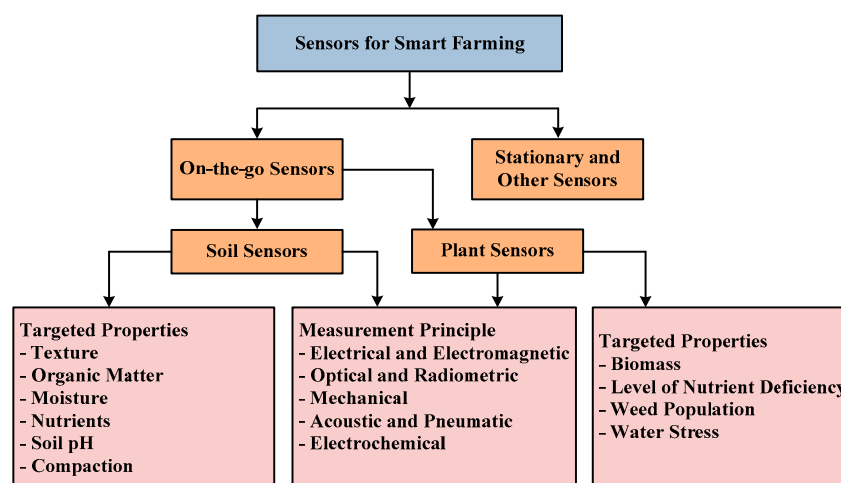 Sensors for Smart Farming
On-the-go Sensors
Stationary and
Other Sensors
Soil Sensors
Plant Sensors
Targeted Properties
- Texture
- Organic Matter
- Moisture
- Nutrients
- Soil pH
- Compaction
Measurement Principle
- Electrical and Electromagnetic
- Optical and Radiometric
- Mechanical
- Acoustic and Pneumatic
- Electrochemical
Targeted Properties
- Biomass
- Level of Nutrient Deficiency
- Weed Population
- Water Stress